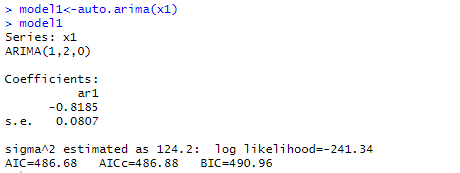 > model1<-auto.arima(x1)
> model1
Series: x1
ARIMA(1,2,0)
Coefficients:
ar1
-0.8185
s.e. 0.0807
sigma^2 estimated as 124.2: log likelihood=-241.34
AIC=486.68 AICc=486.88 BIC=490.96